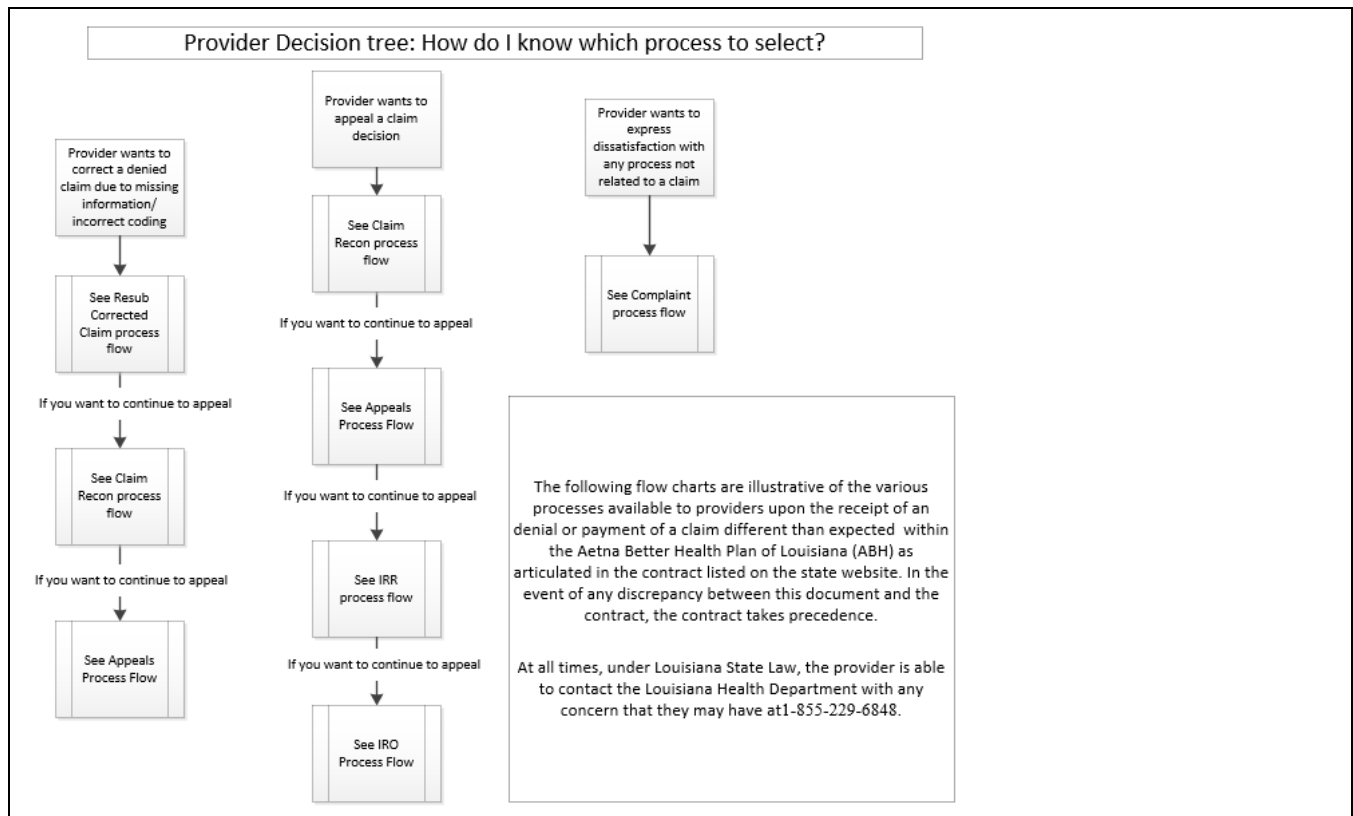 Provider Decision tree: How do I know which process to select?
Provider wants to
correct a denied
claim due to missing
information/
incorrect coding
See Resub
Corrected
Claim process
flow
If you want to continue to appeal
See Claim
Recon process
flow
If you want to continue to appeal
See Appeals
Process Flow
Provider wants to
appeal a claim
decision
See Claim
Recon process
flow
If you want to continue to appeal
See Appeals
Process Flow
If you want to continue to appeal
See IRR
process flow
If you want to continue to appeal
See IRO
Process Flow
Provider wants to
express
dissatisfaction with
any process not
related to a claim
See Complaint
process flow
The following flow charts are illustrative of the various
processes available to providers upon the receipt of an
denial or payment of a claim different than expected within
the Aetna Better Health Plan of Louisiana (ABH) as
articulated in the contract listed on the state website. In the
event of any discrepancy between this document and the
contract, the contract takes precedence.
At all times, under Louisiana State Law, the provider is able
to contact the Louisiana Health Department with any
concern that they may have at1-855-229-6848.